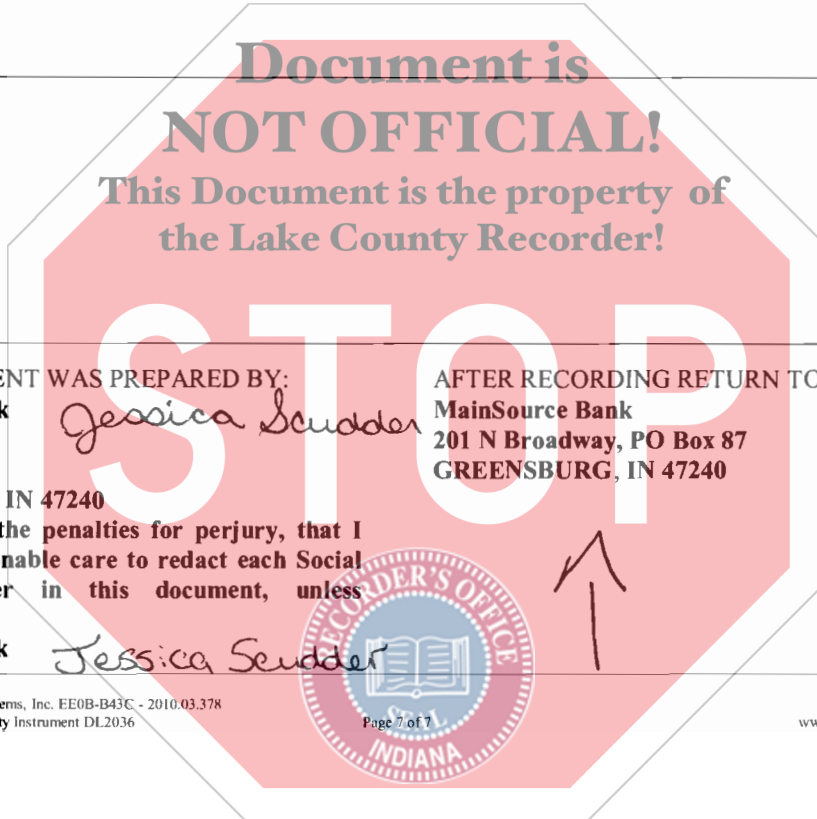 Document is
NOT OFFICIAL!
This Document is the property of
the Lake County Recorder!
STOP
ENT WAS PREPARED BY:
k Jessica Scudder
IN 47240
the penalties for perjury, that I
nable care to redact each Social
er in this document, unless
k Jessica Scudder
AFTER RECORDING RETURN TO
MainSource Bank
201 N Broadway, PO Box 87
GREENSBURG, IN 47240
RECORDER'S OFFICE
SEAL
INDIANA
ems, Inc. EE0B-B43C - 2010.03.378
ty Instrument DL2036
Page 7 of 7
ww